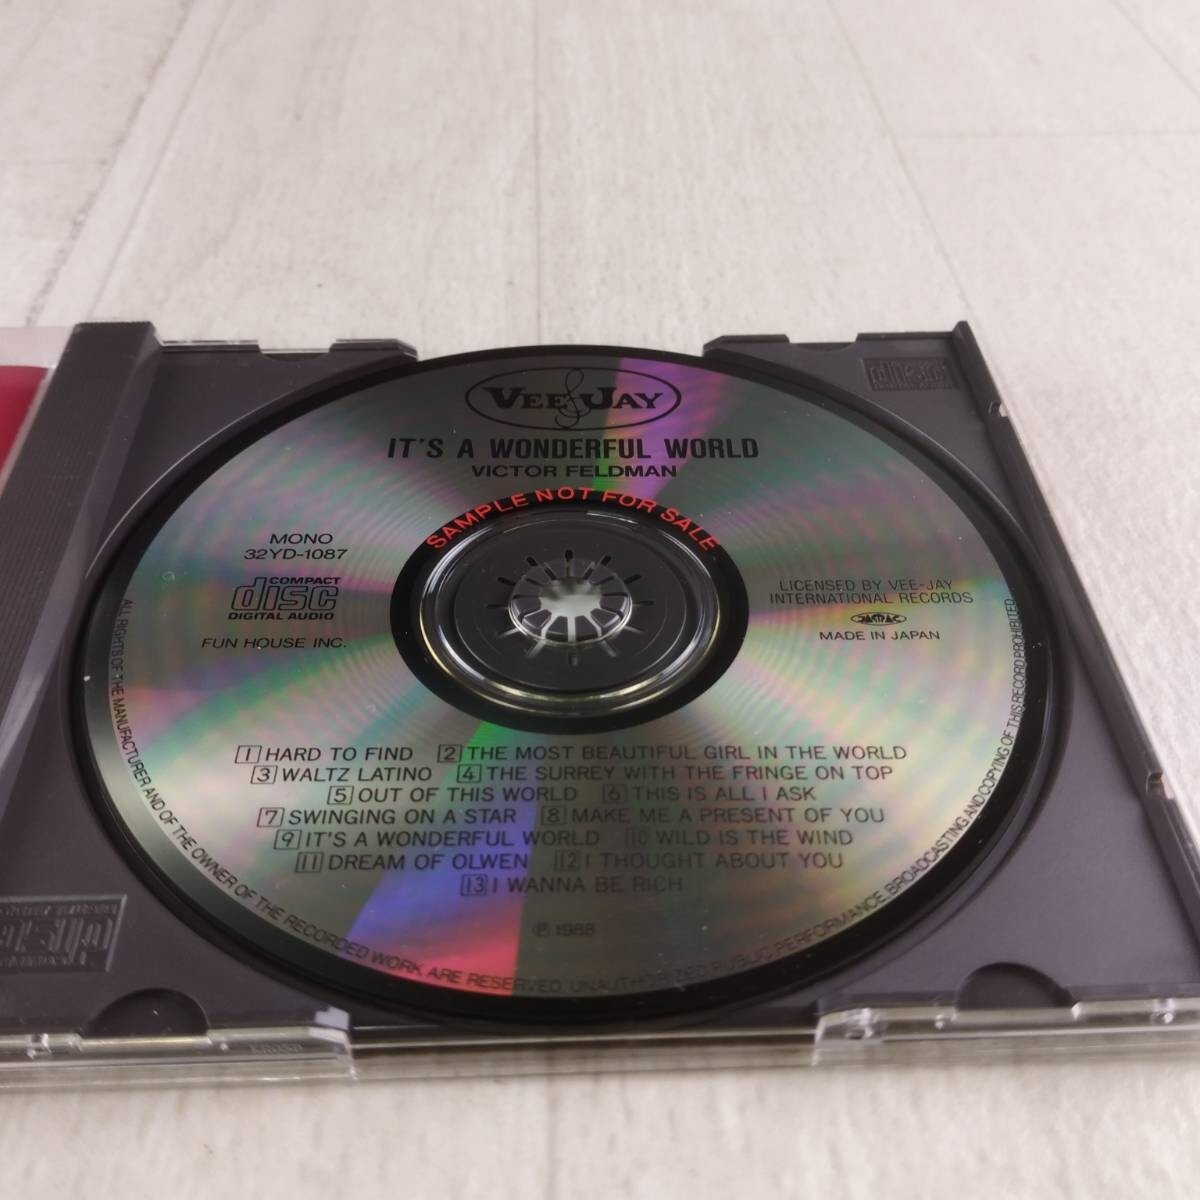 VEE JAY
IT'S A WONDERFUL WORLD
VICTOR FELDMAN
SAMPLE NOT FOR SALE
MONO
32YD-1087
COMPACT
disc
DIGITAL AUDIO
FUN HOUSE INC.
LICENSED BY VEE-JAY
INTERNATIONAL RECORDS
JASRAC
MADE IN JAPAN
1 HARD TO FIND 2 THE MOST BEAUTIFUL GIRL IN THE WORLD
3 WALTZ LATINO 4 THE SURREY WITH THE FRINGE ON TOP
5 OUT OF THIS WORLD 6 THIS IS ALL I ASK
7 SWINGING ON A STAR 8 MAKE ME A PRESENT OF YOU
9 IT'S A WONDERFUL WORLD 10 WILD IS THE WIND
11 DREAM OF OLWEN 12 I THOUGHT ABOUT YOU
13 I WANNA BE RICH
℗ 1988
ALL RIGHTS OF THE MANUFACTURER AND OF THE OWNER OF THE RECORDED WORK ARE RESERVED. UNAUTHORIZED PUBLIC PERFORMANCE BROADCASTING AND COPYING OF THIS RECORD PROHIBITED.
disc